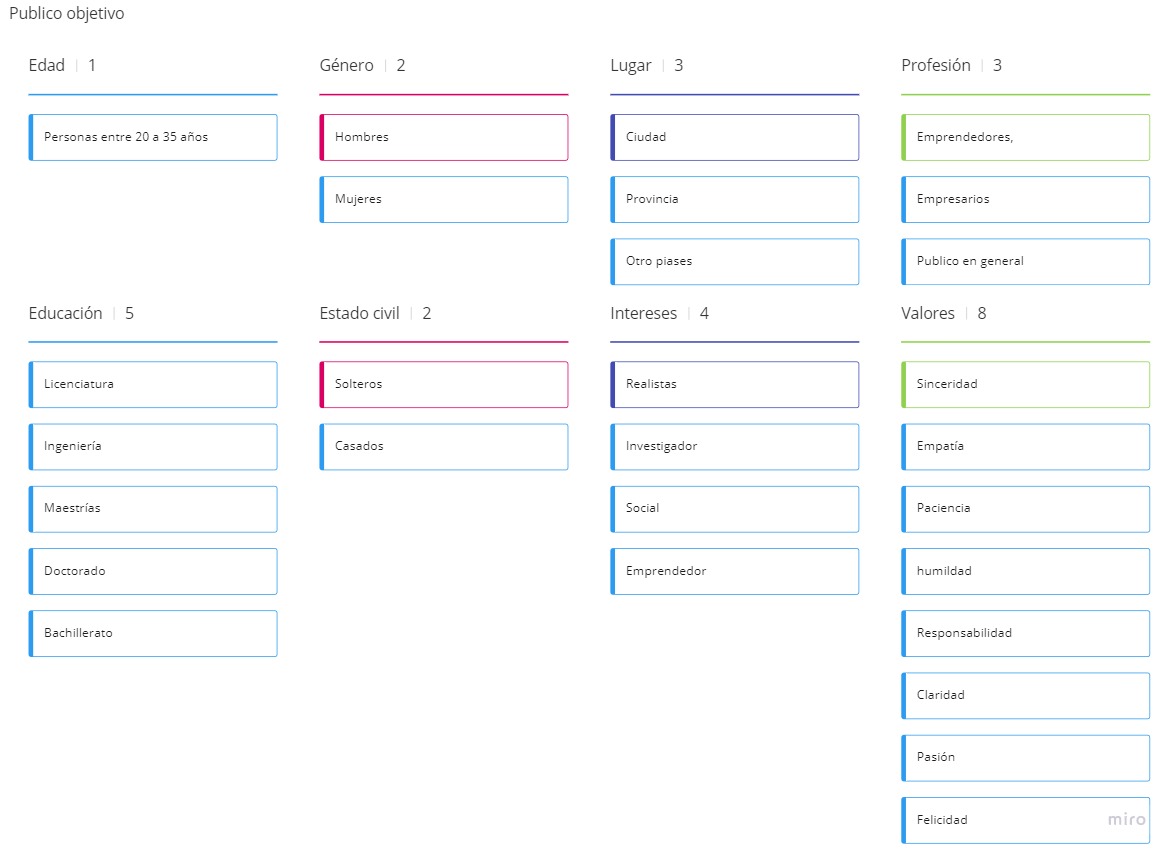 Publico objetivo
Edad | 1
Personas entre 20 a 35 años
Género | 2
Hombres
Mujeres
Lugar | 3
Ciudad
Provincia
Otro piases
Profesión | 3
Emprendedores,
Empresarios
Publico en general
Educación | 5
Licenciatura
Ingeniería
Maestrías
Doctorado
Bachillerato
Estado civil | 2
Solteros
Casados
Intereses | 4
Realistas
Investigador
Social
Emprendedor
Valores | 8
Sinceridad
Empatía
Paciencia
humildad
Responsabilidad
Claridad
Pasión
Felicidad
miro